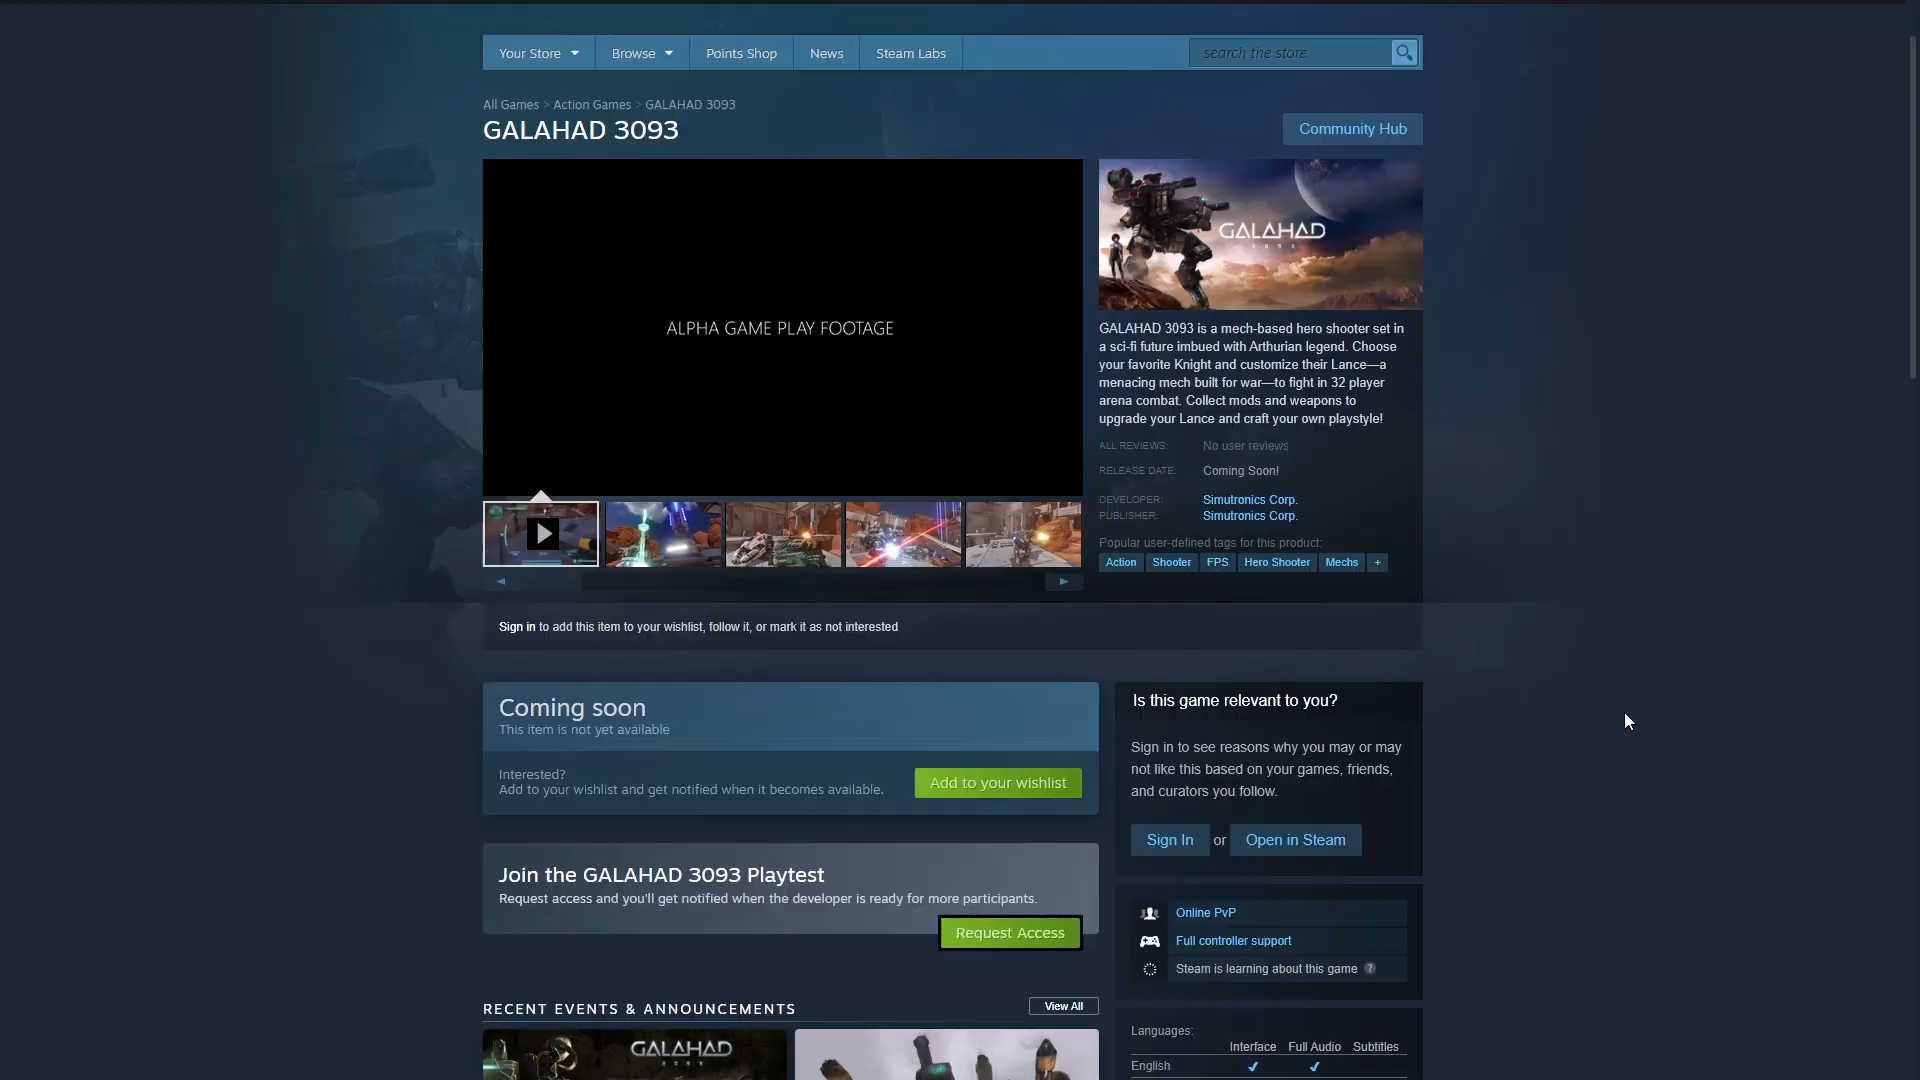 Your Store
Browse
Points Shop
News
Steam Labs
search the store
All Games > Action Games > GALAHAD 3093
GALAHAD 3093
Community Hub
ALPHA GAME PLAY FOOTAGE
GALAHAD
3093
GALAHAD 3093 is a mech-based hero shooter set in
a sci-fi future imbued with Arthurian legend. Choose
your favorite Knight and customize their Lance—a
menacing mech built for war—to fight in 32 player
arena combat. Collect mods and weapons to
upgrade your Lance and craft your own playstyle!
ALL REVIEWS: No user reviews
RELEASE DATE: Coming Soon!
DEVELOPER: Simutronics Corp.
PUBLISHER: Simutronics Corp.
Popular user-defined tags for this product:
Action Shooter FPS Hero Shooter Mechs +
Sign in to add this item to your wishlist, follow it, or mark it as not interested
Coming soon
This item is not yet available
Interested?
Add to your wishlist and get notified when it becomes available.
Add to your wishlist
Is this game relevant to you?
Sign in to see reasons why you may or may
not like this based on your games, friends,
and curators you follow.
Sign In or Open in Steam
Join the GALAHAD 3093 Playtest
Request access and you'll get notified when the developer is ready for more participants.
Request Access
Online PvP
Full controller support
Steam is learning about this game ?
RECENT EVENTS & ANNOUNCEMENTS
View All
GALAHAD
3093
Languages:
Interface Full Audio Subtitles
English ✔ ✔